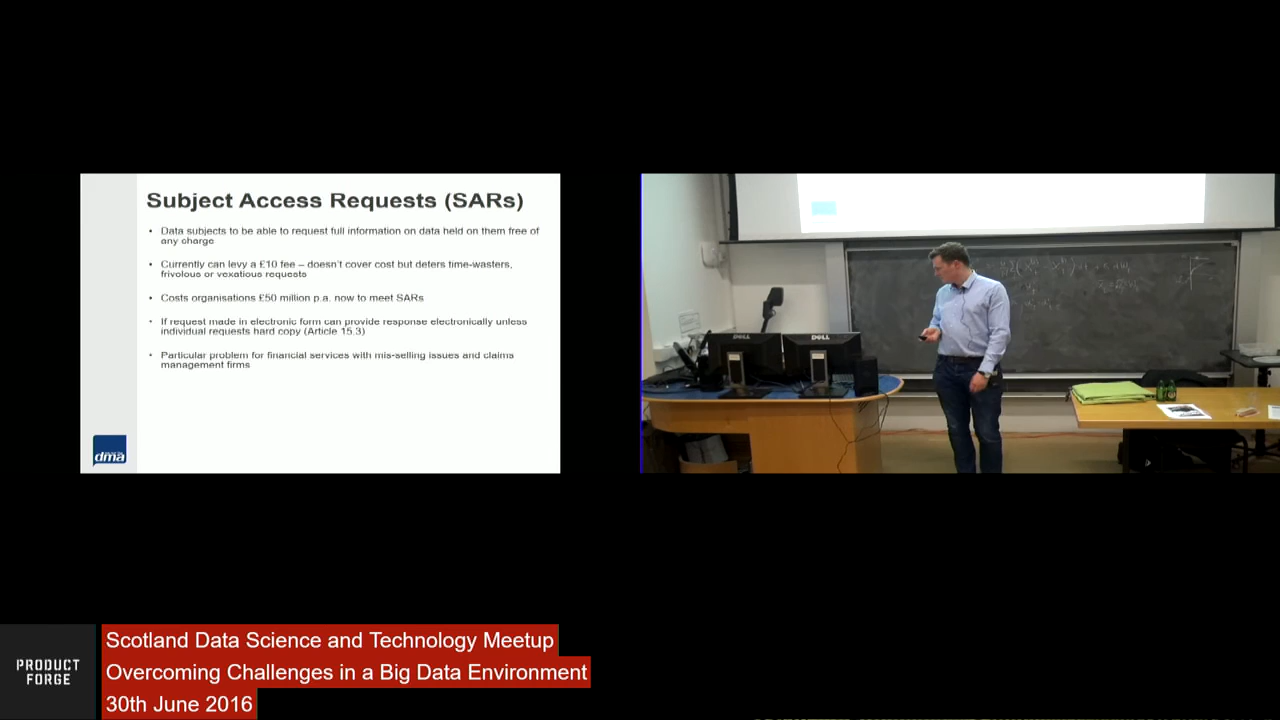 Subject Access Requests (SARs)
• Data subjects to be able to request full information on data held on them free of
any charge
• Currently can levy a £10 fee – doesn't cover cost but deters time-wasters,
frivolous or vexatious requests
• Costs organisations £50 million p.a. now to meet SARs
• If request made in electronic form can provide response electronically unless
individual requests hard copy (Article 15.3)
• Particular problem for financial services with mis-selling issues and claims
management firms
dma
DELL
DELL
PRODUCT
FORGE
Scotland Data Science and Technology Meetup
Overcoming Challenges in a Big Data Environment
30th June 2016